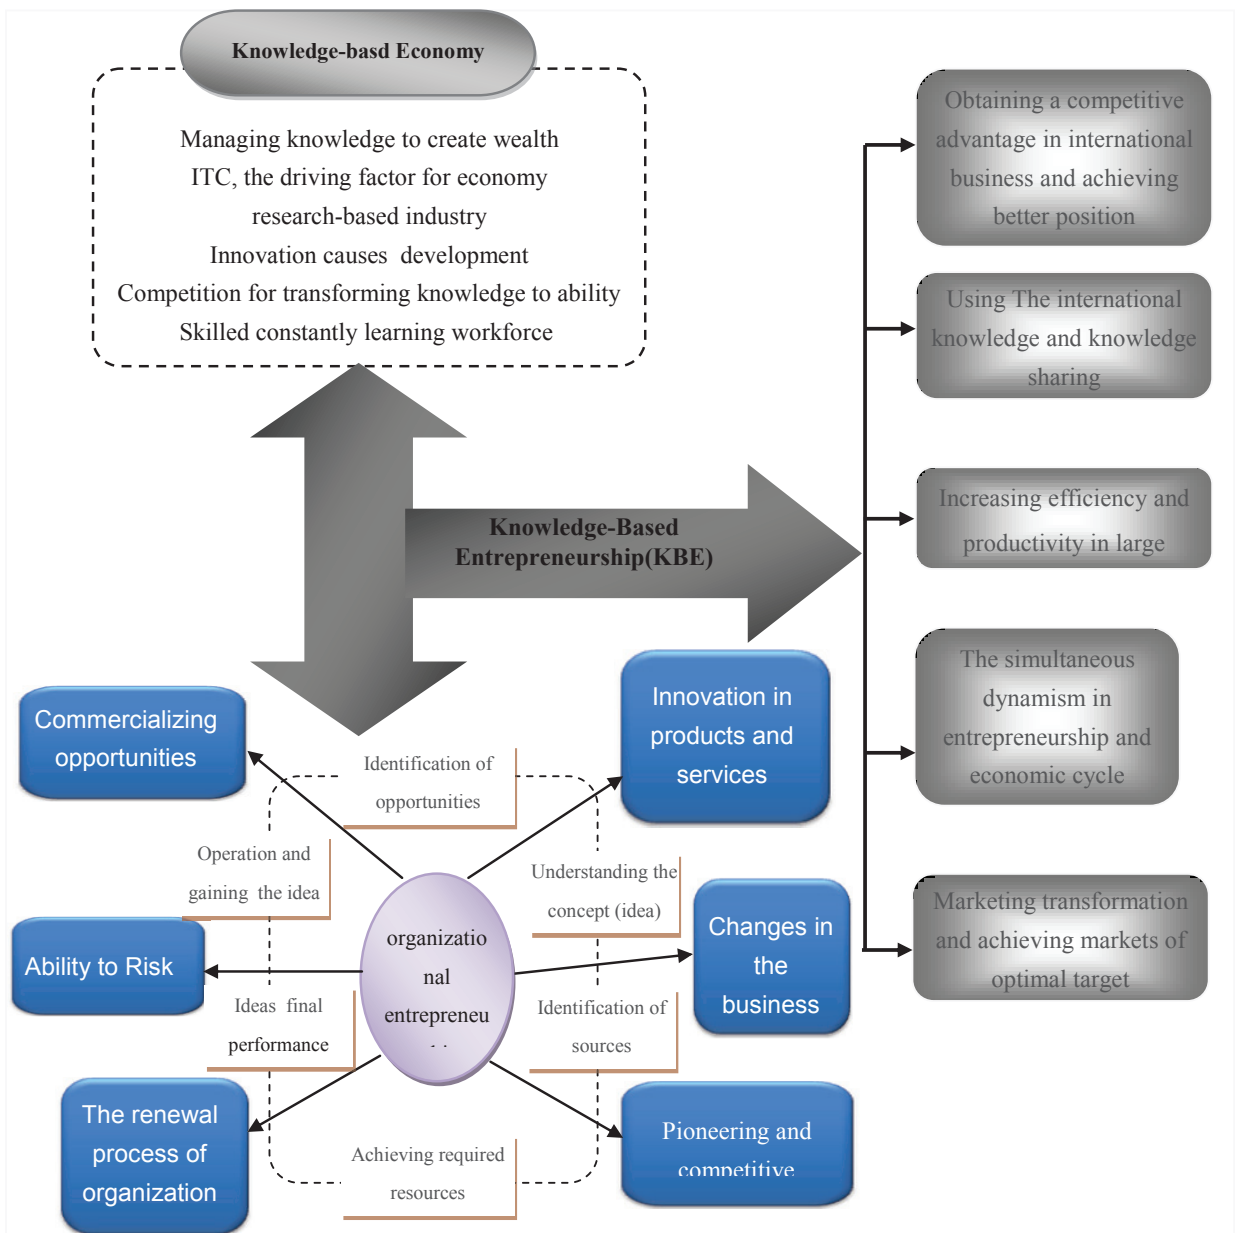 Knowledge-basd Economy
Managing knowledge to create wealth
ITC, the driving factor for economy
research-based industry
Innovation causes development
Competition for transforming knowledge to ability
Skilled constantly learning workforce
Knowledge-Based
Entrepreneurship(KBE)
Obtaining a competitive
advantage in international
business and achieving
better position
Using The international
knowledge and knowledge
sharing
Increasing efficiency and
productivity in large
The simultaneous
dynamism in
entrepreneurship and
economic cycle
Marketing transformation
and achieving markets of
optimal target
Commercializing
opportunities
Identification of
opportunities
Innovation in
products and
services
Operation and
gaining the idea
Understanding the
concept (idea)
Ability to Risk
organizatio
nal
entrepreneu
Changes in
the
business
Ideas final
performance
Identification of
sources
The renewal
process of
organization
Achieving required
resources
Pioneering and
competitive